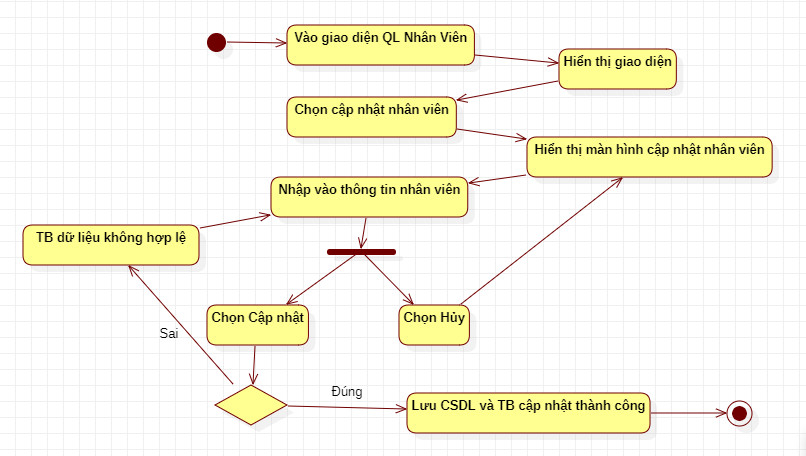 Vào giao diện QL Nhân Viên
Hiển thị giao diện
Chọn cập nhật nhân viên
Hiển thị màn hình cập nhật nhân viên
Nhập vào thông tin nhân viên
TB dữ liệu không hợp lệ
Chọn Cập nhật
Chọn Hủy
Sai
Đúng
Lưu CSDL và TB cập nhật thành công